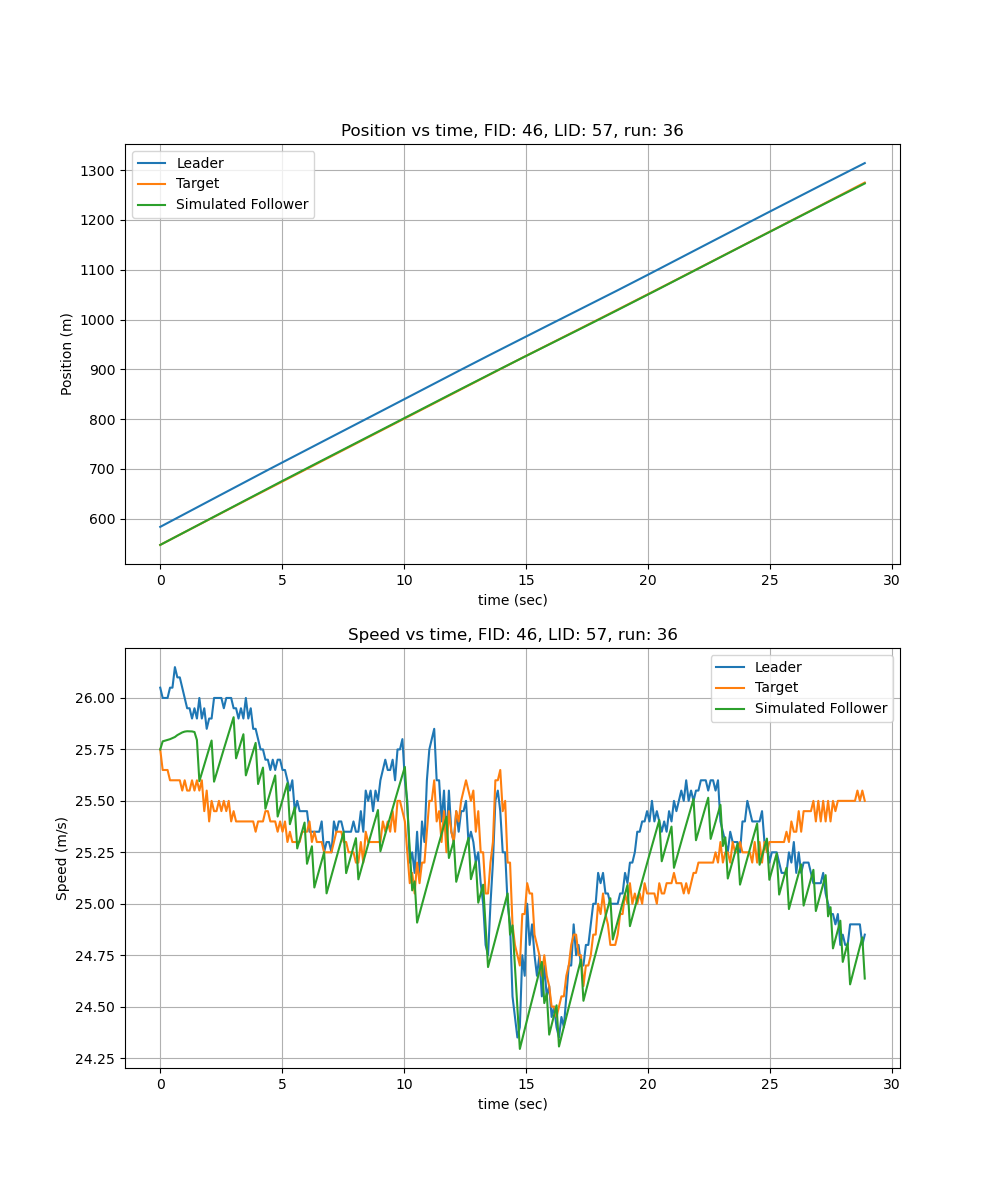 Position vs time, FID: 46, LID: 57, run: 36
Leader
Target
Simulated Follower
1300
1200
1100
1000
900
800
700
600
Position (m)
0 5 10 15 20 25 30
time (sec)
Speed vs time, FID: 46, LID: 57, run: 36
Leader
Target
Simulated Follower
26.00
25.75
25.50
25.25
25.00
24.75
24.50
24.25
Speed (m/s)
0 5 10 15 20 25 30
time (sec)